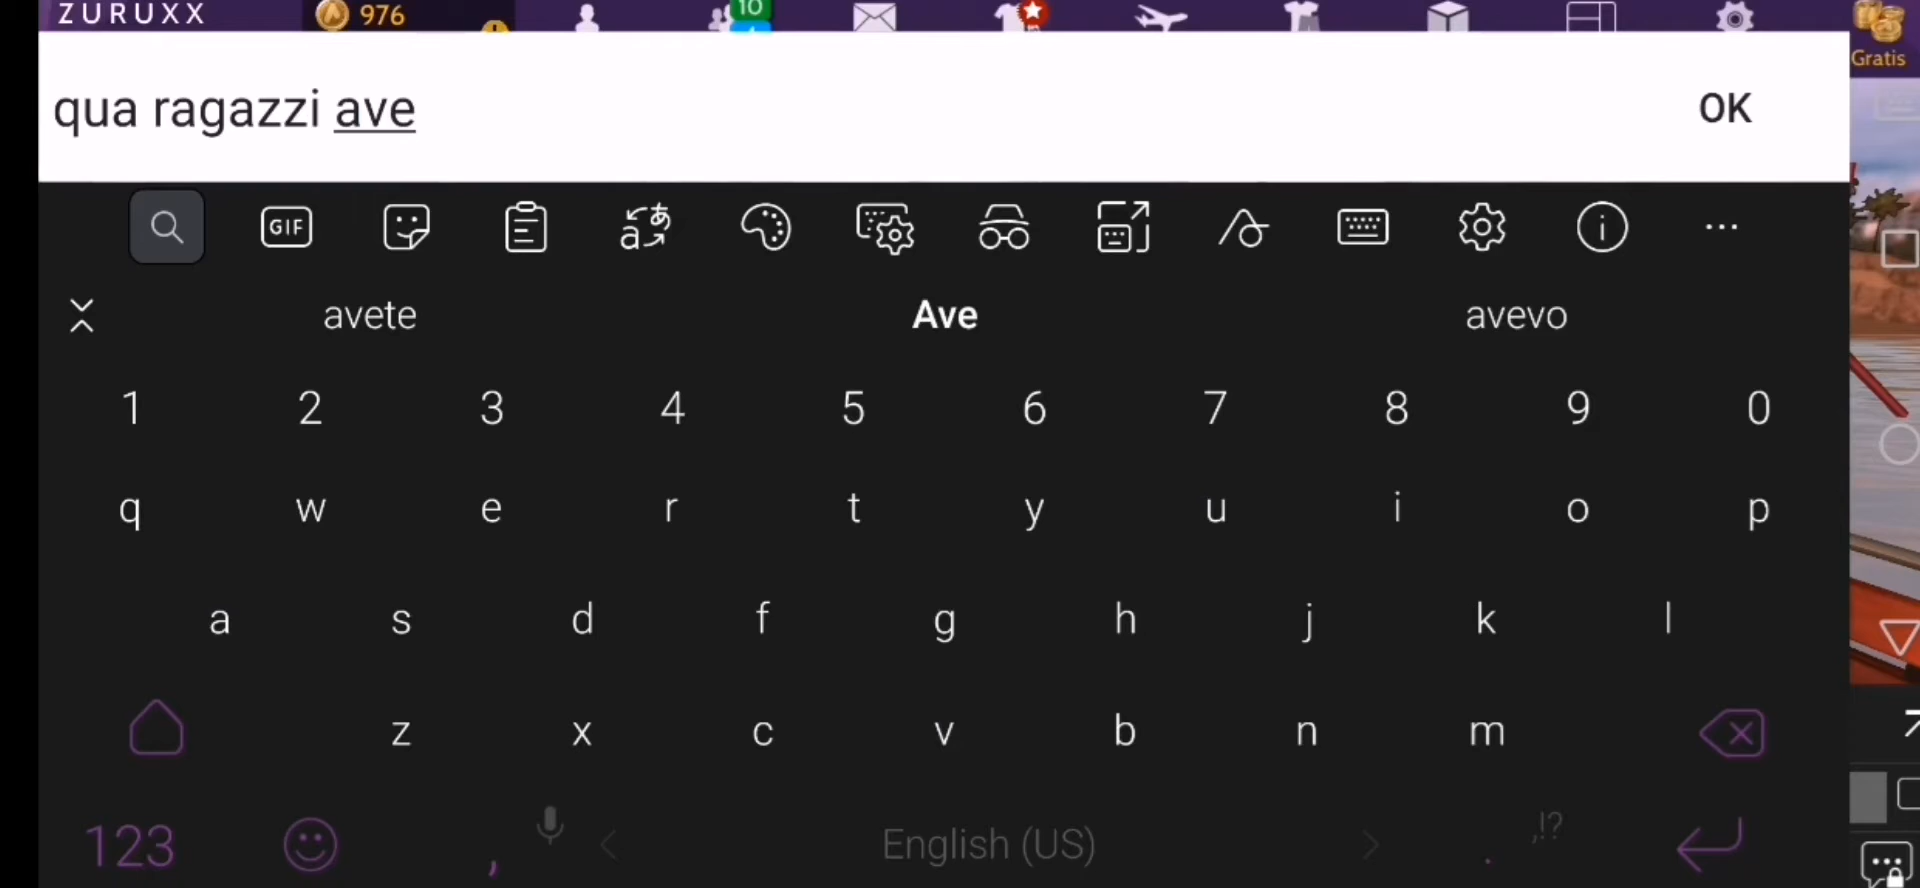 ZURUXX 976 10
Gratis
qua ragazzi ave OK
GIF
avete Ave avevo
1 2 3 4 5 6 7 8 9 0
q w e r t y u i o p
a s d f g h j k l
z x c v b n m
123 , < English (US) > . ,!?